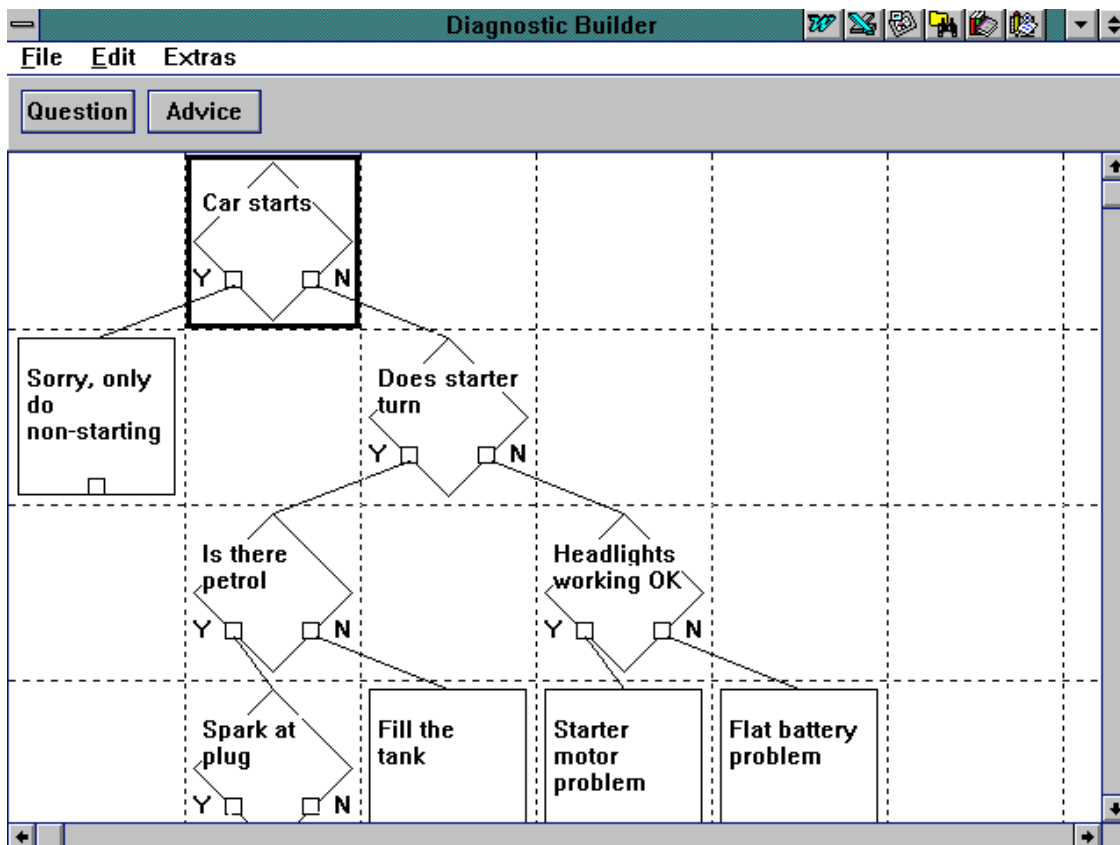 Diagnostic Builder
File Edit Extras
Question Advice
Car starts
Y N
Sorry, only
do
non-starting
Does starter
turn
Y N
Is there
petrol
Y N
Headlights
working OK
Y N
Spark at
plug
Y N
Fill the
tank
Starter
motor
problem
Flat battery
problem